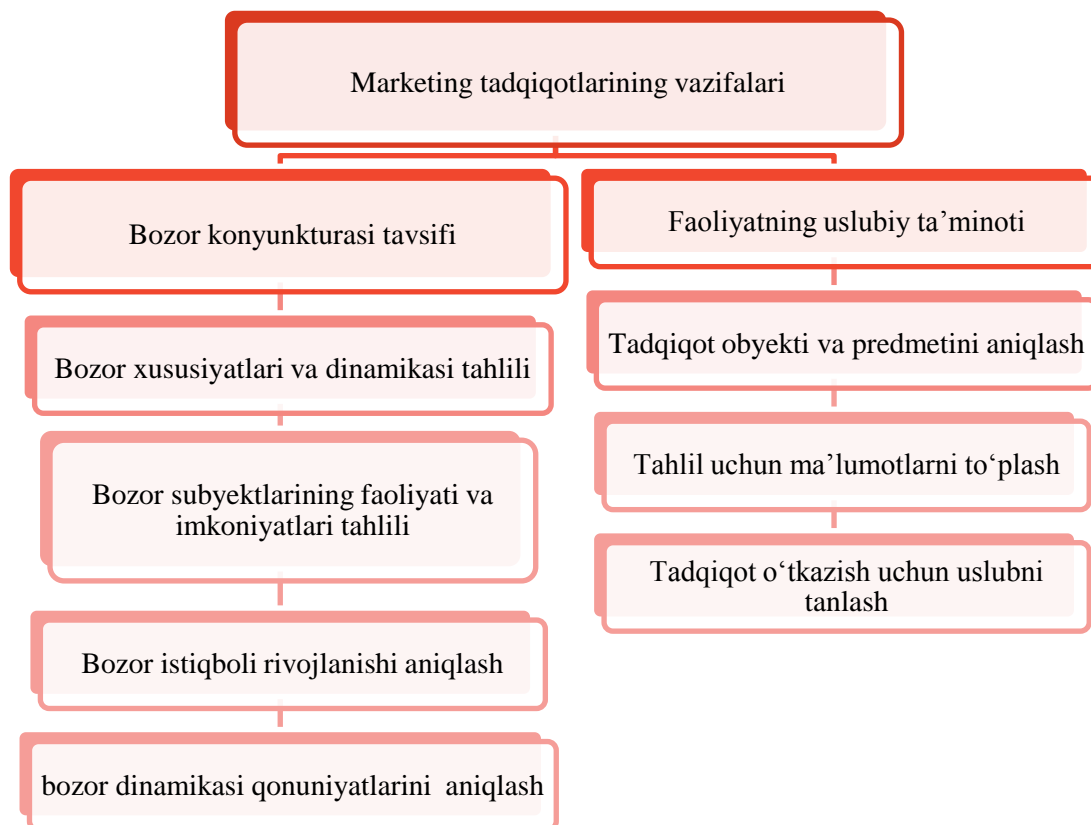 Marketing tadqiqotlarining vazifalari
Bozor konyunkturasi tavsifi
Bozor xususiyatlari va dinamikasi tahlili
Bozor subyektlarining faoliyati va
imkoniyatlari tahlili
Bozor istiqboli rivojlanishi aniqlash
bozor dinamikasi qonuniyatlarini aniqlash
Faoliyatning uslubiy ta’minoti
Tadqiqot obyekti va predmetini aniqlash
Tahlil uchun ma’lumotlarni to‘plash
Tadqiqot o‘tkazish uchun uslubni
tanlash